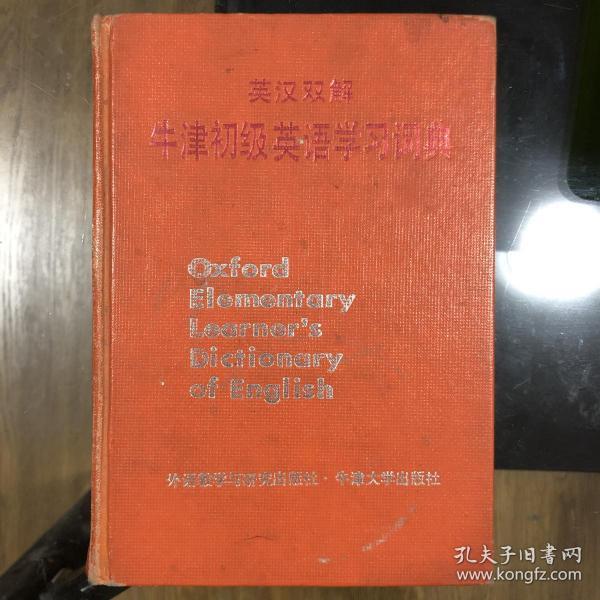 英汉双解
牛津初级英语学习词典
Oxford
Elementary
Learner's
Dictionary
of English
外语教学与研究出版社·牛津大学出版社
孔夫子旧书网
www.kongfz.com